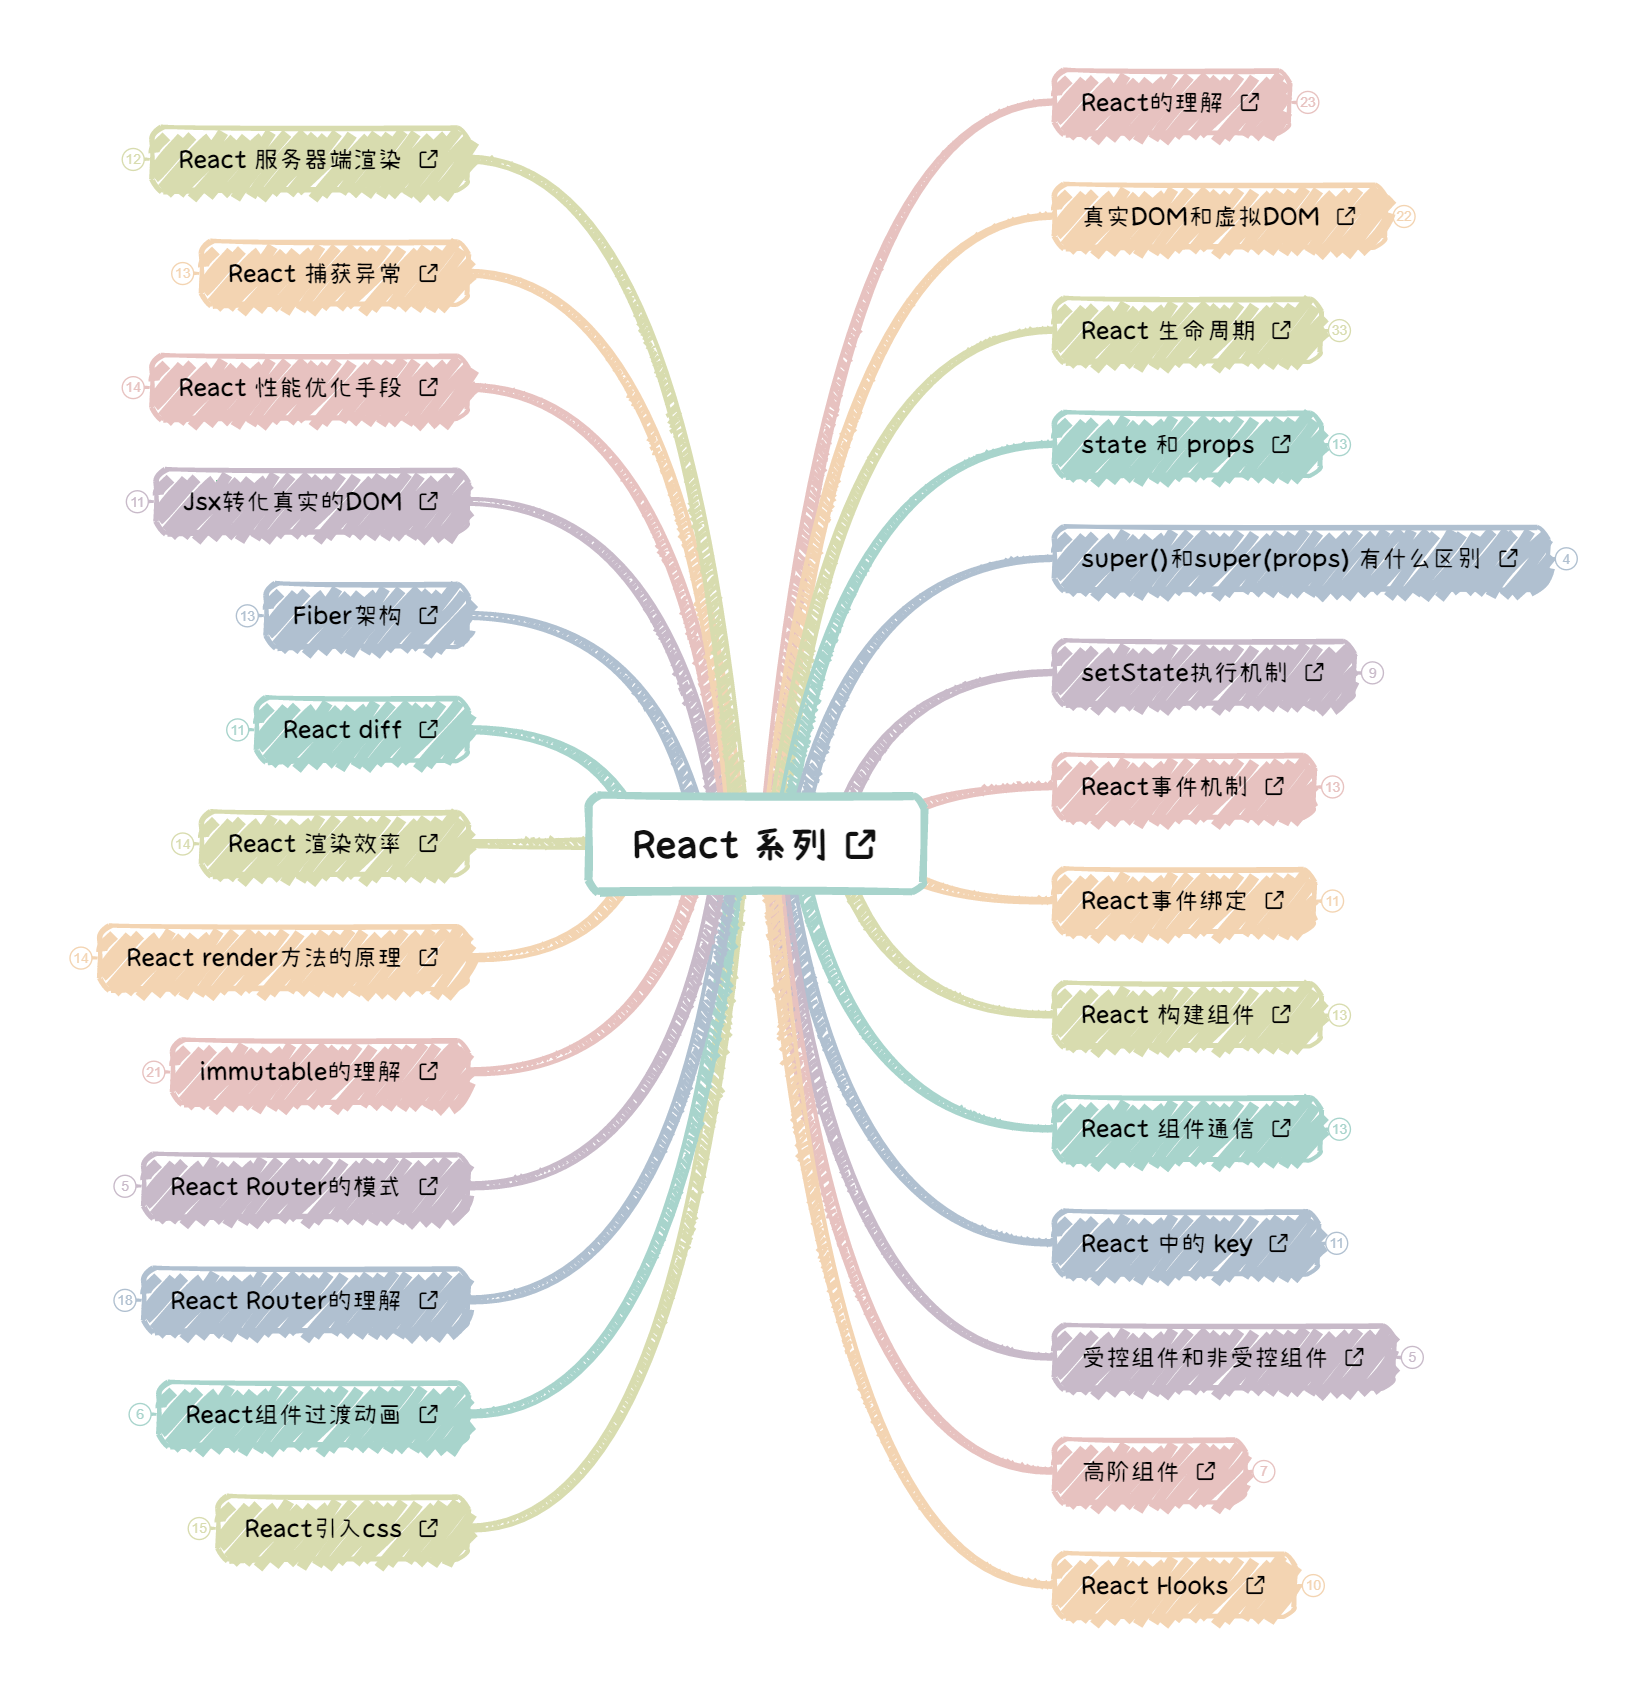 React 系列
React的理解
23
真实DOM和虚拟DOM
22
React 生命周期
33
state 和 props
13
super()和super(props) 有什么区别
4
setState执行机制
9
React事件机制
13
React事件绑定
11
React 构建组件
13
React 组件通信
13
React 中的 key
11
受控组件和非受控组件
5
高阶组件
7
React Hooks
10
12
React 服务器端渲染
13
React 捕获异常
14
React 性能优化手段
11
Jsx转化真实的DOM
13
Fiber架构
11
React diff
14
React 渲染效率
14
React render方法的原理
21
immutable的理解
5
React Router的模式
18
React Router的理解
6
React组件过渡动画
15
React引入css